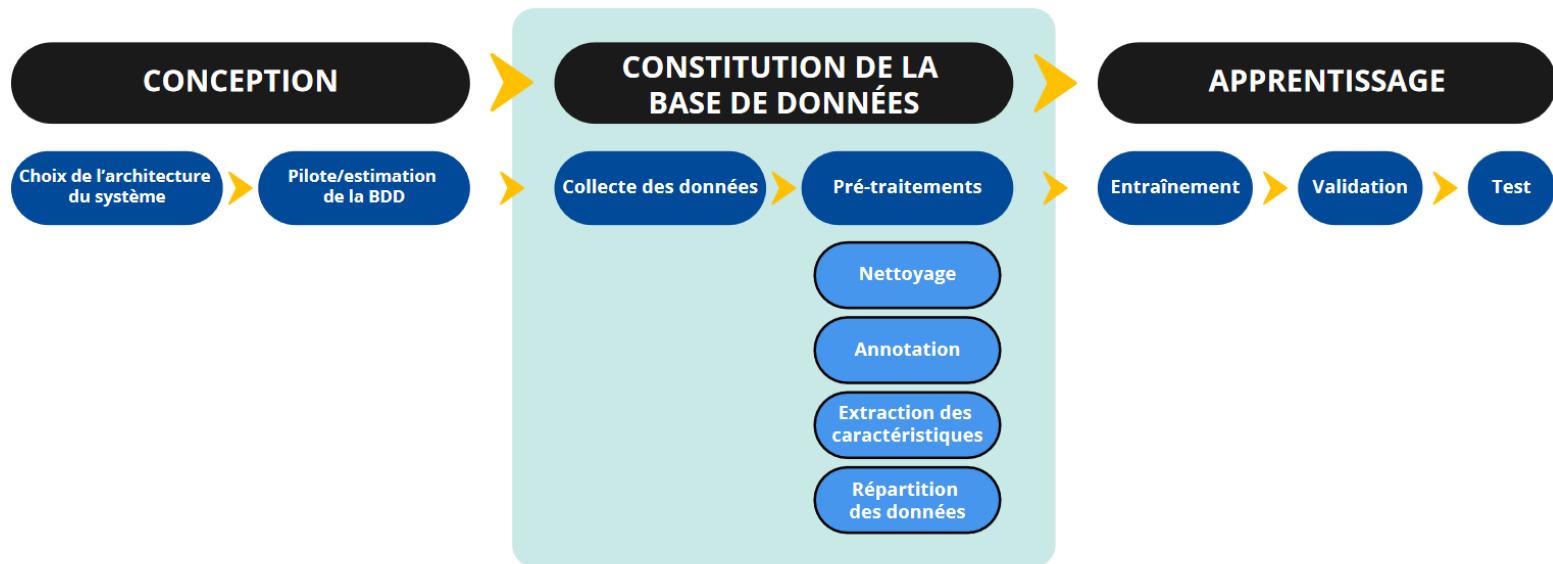 CONCEPTION
CONSTITUTION DE LA
BASE DE DONNÉES
APPRENTISSAGE
Choix de l’architecture
du système
Pilote/estimation
de la BDD
Collecte des données
Pré-traitements
Entraînement
Validation
Test
Nettoyage
Annotation
Extraction des
caractéristiques
Répartition
des données